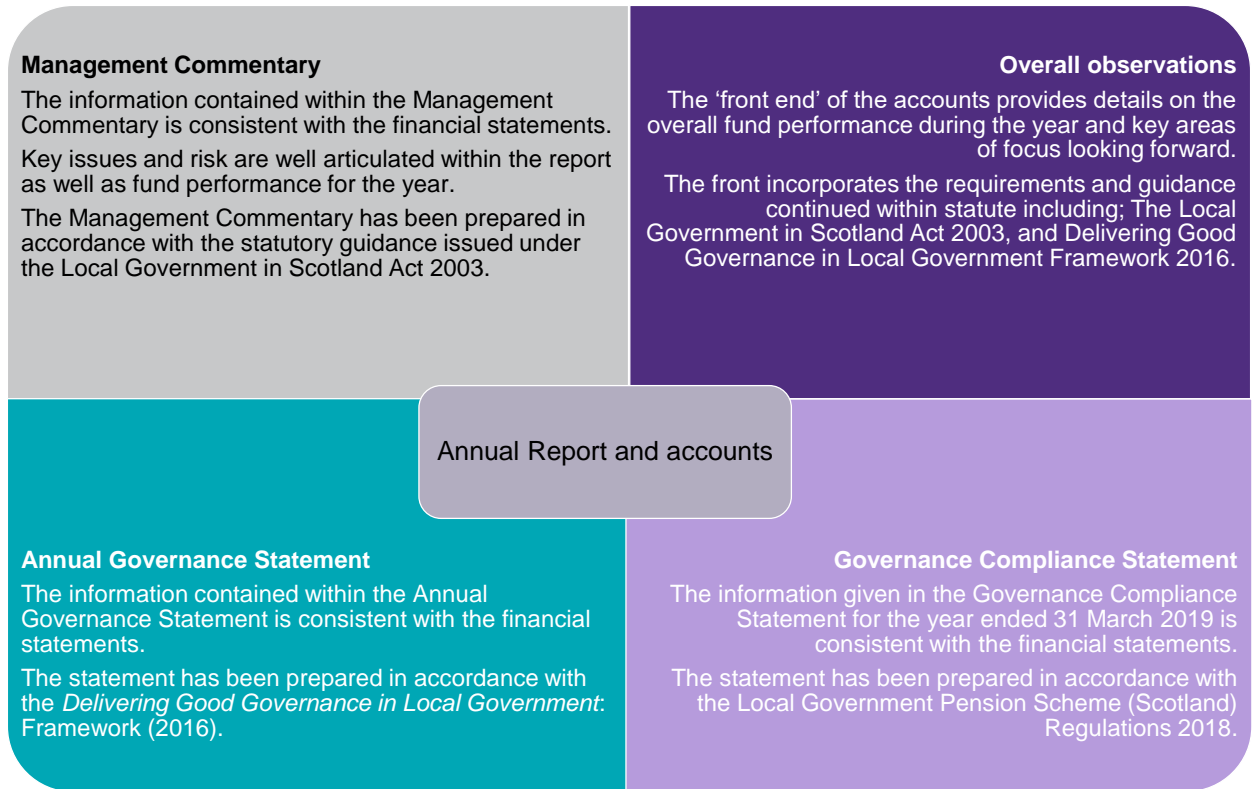 Management Commentary
The information contained within the Management
Commentary is consistent with the financial statements.
Key issues and risk are well articulated within the report
as well as fund performance for the year.
The Management Commentary has been prepared in
accordance with the statutory guidance issued under
the Local Government in Scotland Act 2003.
Overall observations
The ‘front end’ of the accounts provides details on the
overall fund performance during the year and key areas
of focus looking forward.
The front incorporates the requirements and guidance
continued within statute including; The Local
Government in Scotland Act 2003, and Delivering Good
Governance in Local Government Framework 2016.
Annual Report and accounts
Annual Governance Statement
The information contained within the Annual
Governance Statement is consistent with the financial
statements.
The statement has been prepared in accordance with
the Delivering Good Governance in Local Government:
Framework (2016).
Governance Compliance Statement
The information given in the Governance Compliance
Statement for the year ended 31 March 2019 is
consistent with the financial statements.
The statement has been prepared in accordance with
the Local Government Pension Scheme (Scotland)
Regulations 2018.